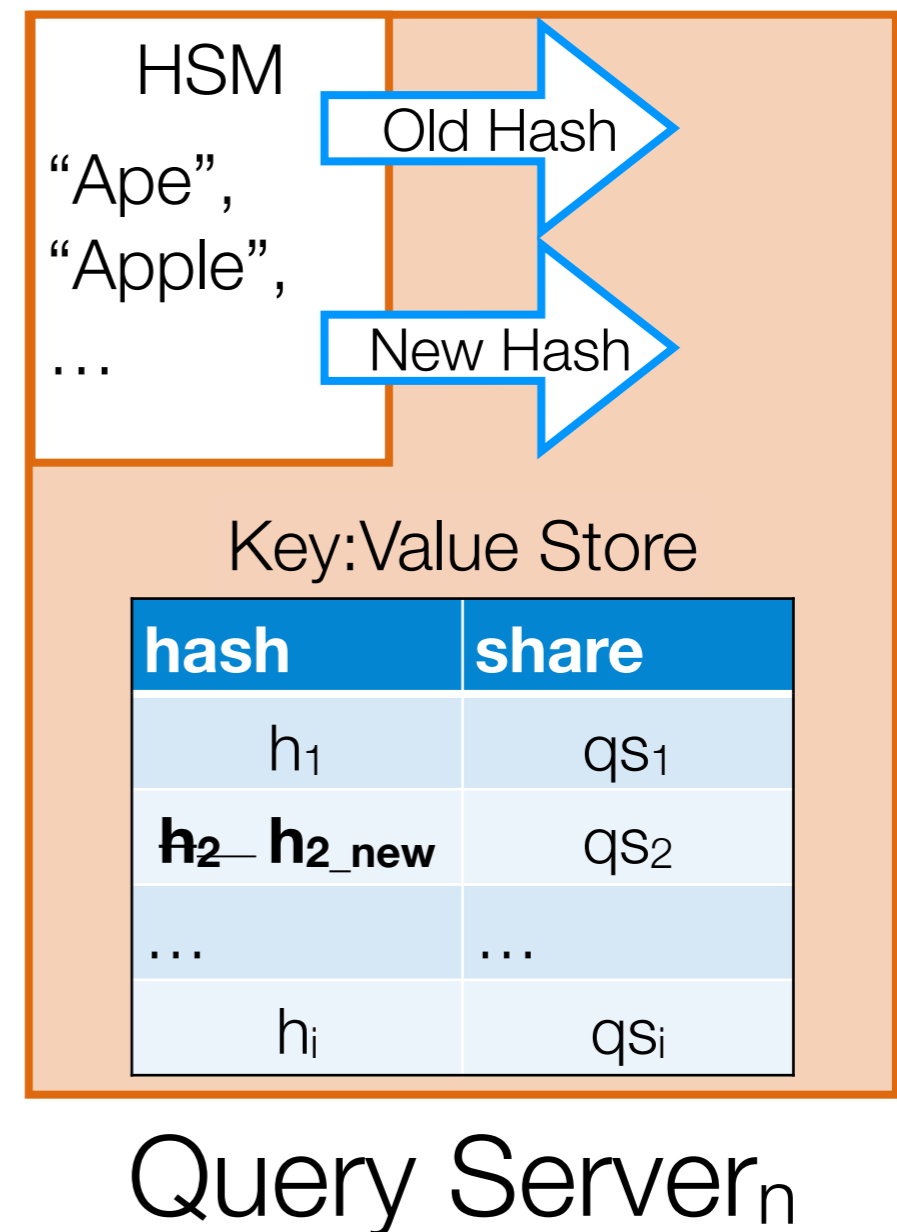 HSM
“Ape”,
“Apple”,
…
Old Hash
New Hash
Key:Value Store
hash share
h₁ qs₁
h₂ h₂_new qs₂
… …
hᵢ qsᵢ
Query Serverₙ